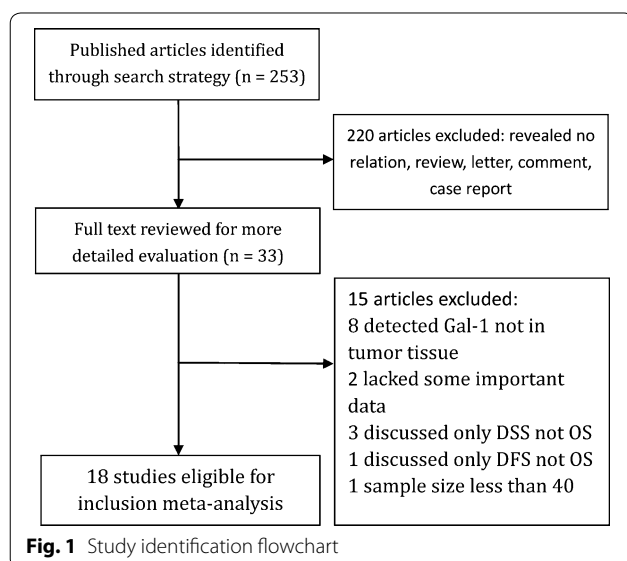 Published articles identified
through search strategy (n = 253)
220 articles excluded: revealed no
relation, review, letter, comment,
case report
Full text reviewed for more
detailed evaluation (n = 33)
15 articles excluded:
8 detected Gal-1 not in
tumor tissue
2 lacked some important
data
3 discussed only DSS not OS
1 discussed only DFS not OS
1 sample size less than 40
18 studies eligible for
inclusion meta-analysis
Fig. 1 Study identification flowchart